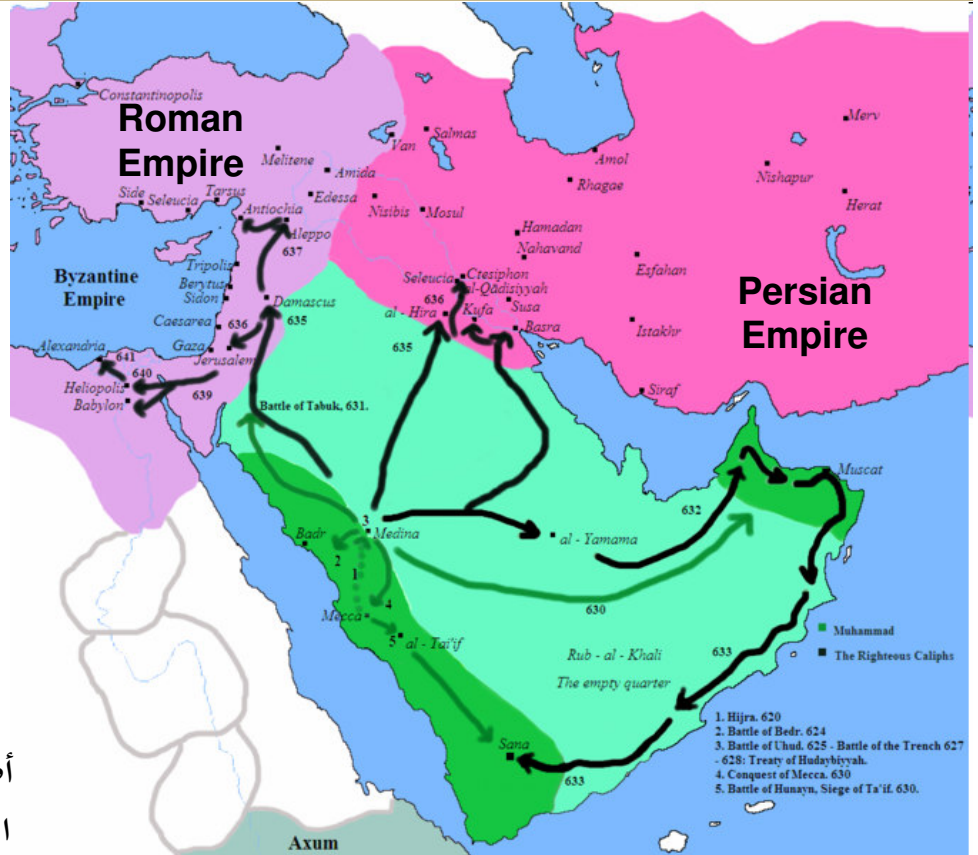 Constantinopolis
Roman
Empire
Melitene
Van
Salmas
Amida
Edessa
Nisibis
Mosul
Side
Seleucia
Tarsus
Antiochia
Aleppo
637
Amol
Rhagae
Merv
Nishapur
Herat
Hamadan
Nahavand
Esfahan
Byzantine
Empire
Tripolis
Berytus
Sidon
Damascus
Caesarea
636
635
Gaza
Jerusalem
Seleucia
Ctesiphon
al-Qādisiyyah
636
al - Hira
Kufa
Susa
Basra
635
Persian
Empire
Istakhr
Siraf
Alexandria
641
640
Heliopolis
639
Babylon
Battle of Tabuk, 631.
Muscat
632
3
Medina
Badr
2
1
al - Yamama
4
Mecca
630
5
al - Tai'if
Rub - al - Khali
The empty quarter
633
Muhammad
The Righteous Caliphs
Sana
633
1. Hijra. 620
2. Battle of Bedr. 624
3. Battle of Uhud. 625 - Battle of the Trench 627
- 628: Treaty of Hudaybiyyah.
4. Conquest of Mecca. 630
5. Battle of Hunayn, Siege of Ta'if. 630.
Axum